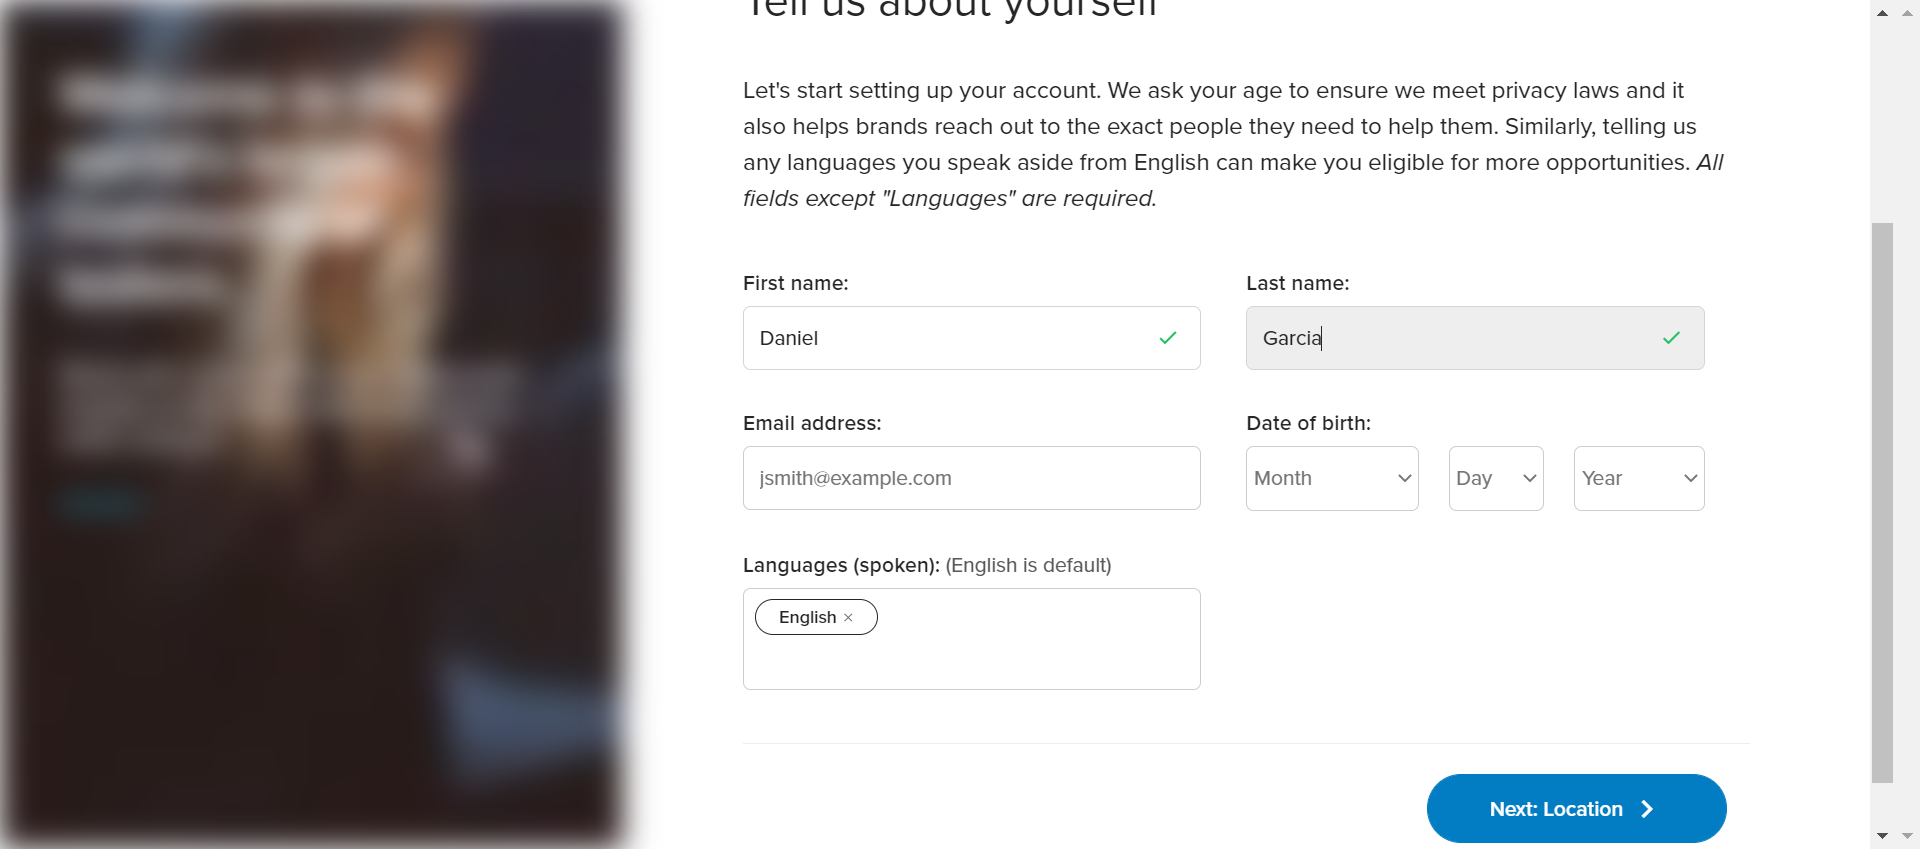 Tell us about yourself
Let's start setting up your account. We ask your age to ensure we meet privacy laws and it
also helps brands reach out to the exact people they need to help them. Similarly, telling us
any languages you speak aside from English can make you eligible for more opportunities. All
fields except "Languages" are required.
First name:
Last name:
Daniel
Garcia
Email address:
Date of birth:
jsmith@example.com
Month
Day
Year
Languages (spoken): (English is default)
English ×
Next: Location